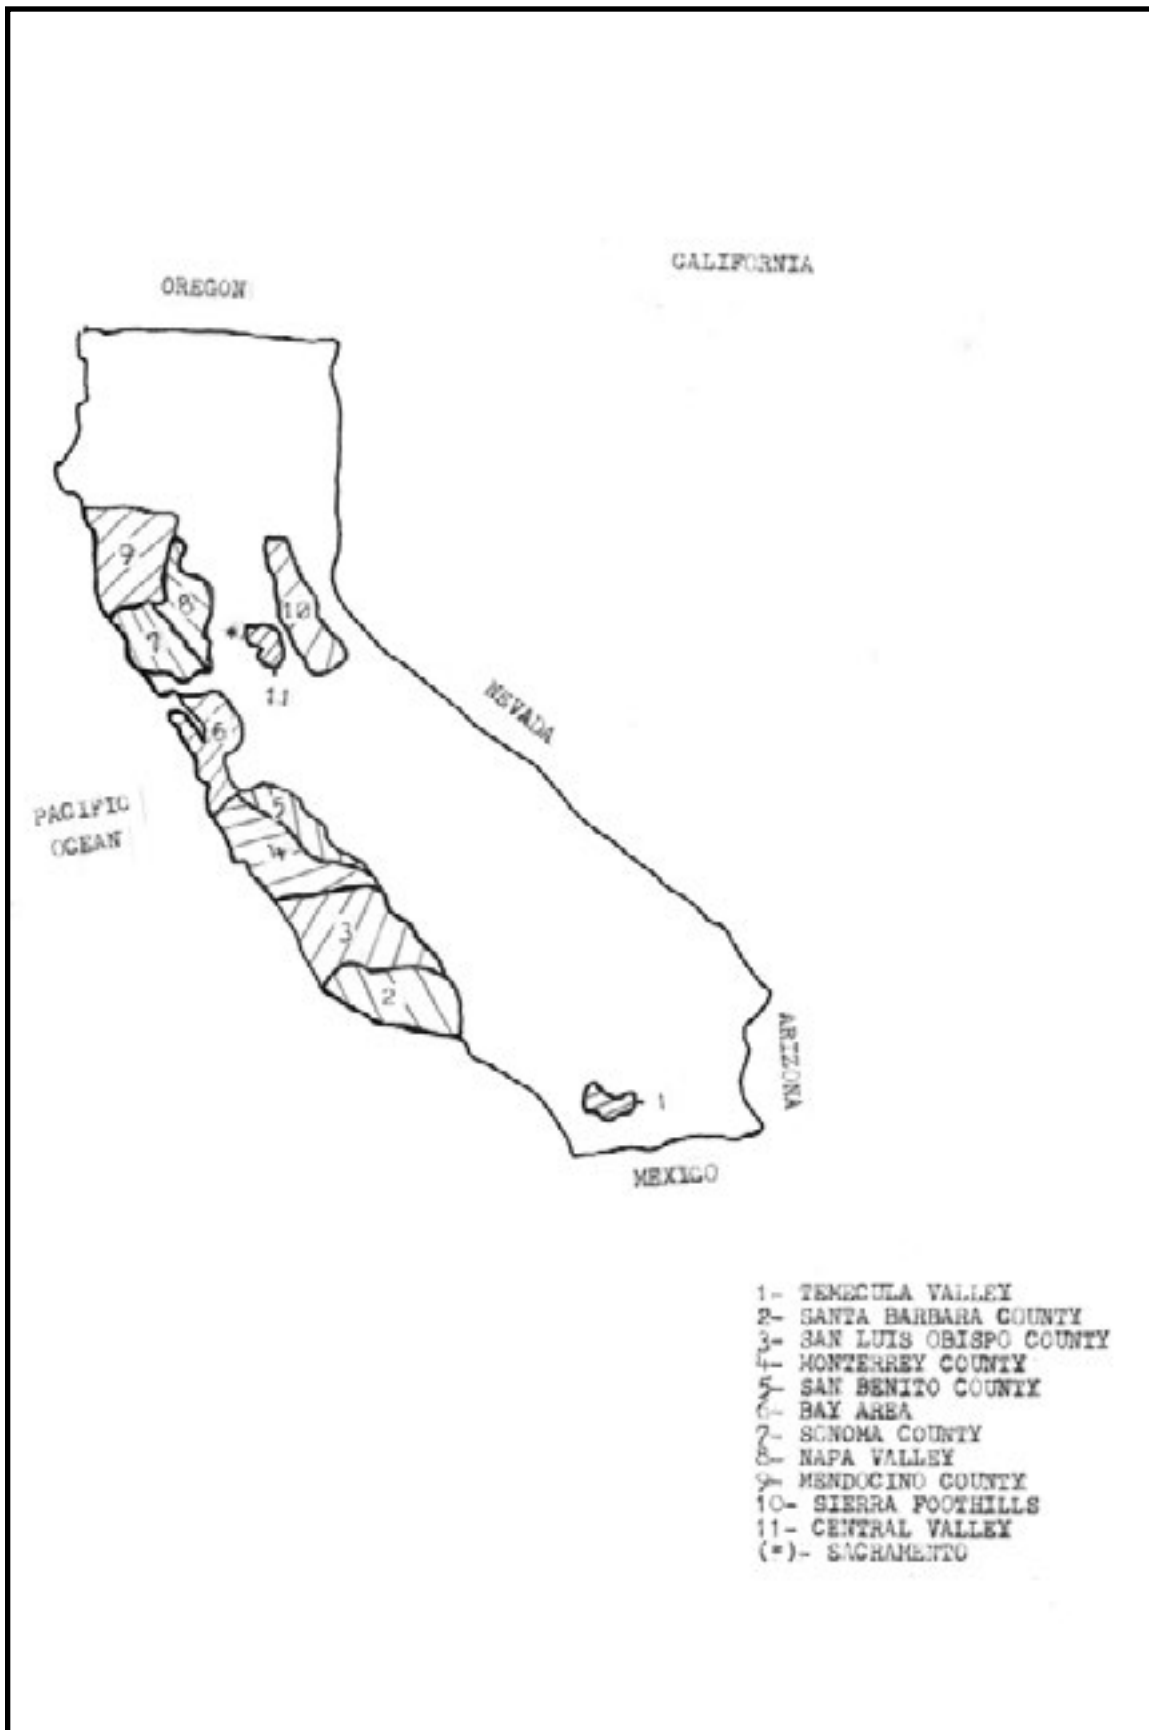 CALIFORNIA
OREGON
9
8
10
*
7
11
NEVADA
6
PACIFIC
OCEAN
5
4
3
2
ARIZONA
1
MEXICO
1- TEMECULA VALLEY
2- SANTA BARBARA COUNTY
3- SAN LUIS OBISPO COUNTY
4- MONTERREY COUNTY
5- SAN BENITO COUNTY
6- BAY AREA
7- SONOMA COUNTY
8- NAPA VALLEY
9- MENDOCINO COUNTY
10- SIERRA FOOTHILLS
11- CENTRAL VALLEY
(*)- SACRAMENTO